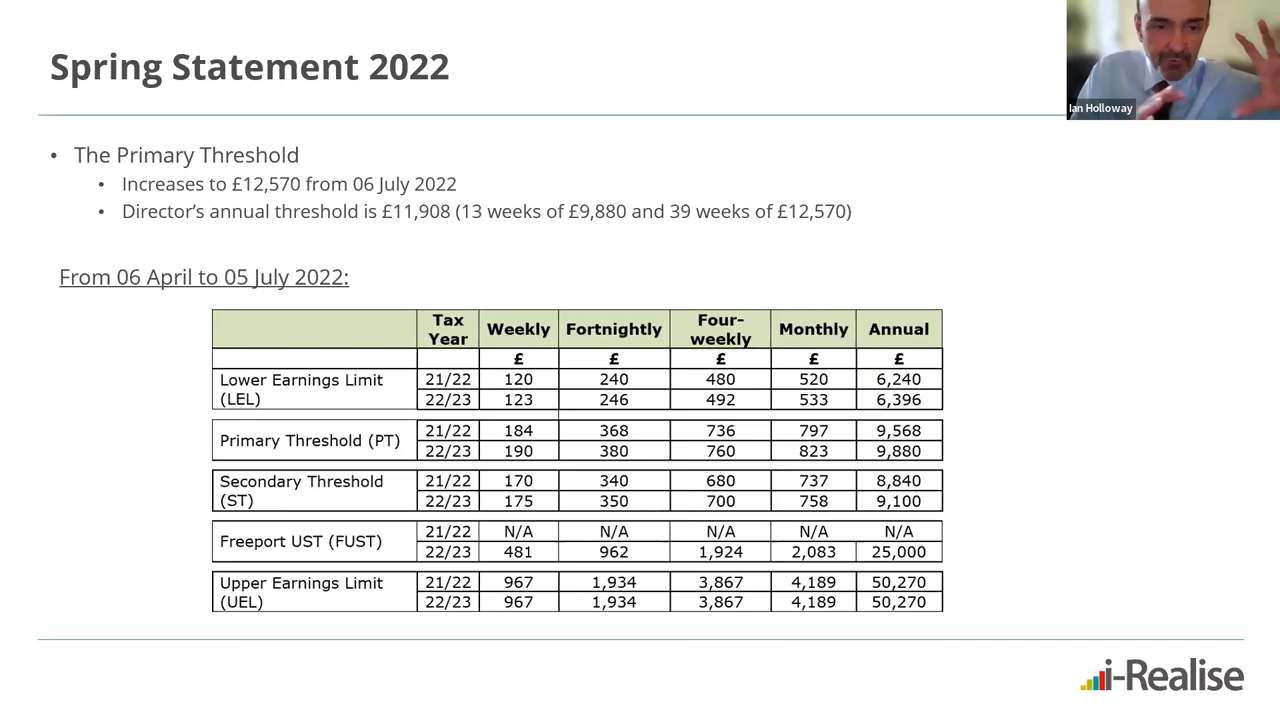 Spring Statement 2022
Ian Holloway
• The Primary Threshold
• Increases to £12,570 from 06 July 2022
• Director’s annual threshold is £11,908 (13 weeks of £9,880 and 39 weeks of £12,570)
From 06 April to 05 July 2022:
Tax Year Weekly Fortnightly Four-weekly Monthly Annual
£ £ £ £ £
Lower Earnings Limit (LEL) 21/22 120 240 480 520 6,240
22/23 123 246 492 533 6,396
Primary Threshold (PT) 21/22 184 368 736 797 9,568
22/23 190 380 760 823 9,880
Secondary Threshold (ST) 21/22 170 340 680 737 8,840
22/23 175 350 700 758 9,100
Freeport UST (FUST) 21/22 N/A N/A N/A N/A N/A
22/23 481 962 1,924 2,083 25,000
Upper Earnings Limit (UEL) 21/22 967 1,934 3,867 4,189 50,270
22/23 967 1,934 3,867 4,189 50,270
i-Realise